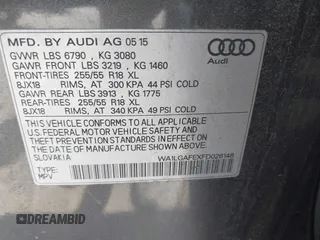 MFD. BY AUDI AG 05 15
GVWR LBS 6790 , KG 3080
GAWR FRONT LBS 3219 , KG 1460
FRONT-TIRES 255/55 R18 XL
8JX18 RIMS, AT 300 KPA 44 PSI COLD
GAWR REAR LBS 3913 , KG 1775
REAR-TIRES 255/55 R18 XL
8JX18 RIMS, AT 340 KPA 49 PSI COLD
Audi
THIS VEHICLE CONFORMS TO ALL APPLICABLE
U.S. FEDERAL MOTOR VEHICLE SAFETY AND THEFT
PREVENTION STANDARDS IN EFFECT ON THE DATE
OF MANUFACTURE SHOWN ABOVE.
SLOVAKIA
TYPE:
MPV
DREAMBID